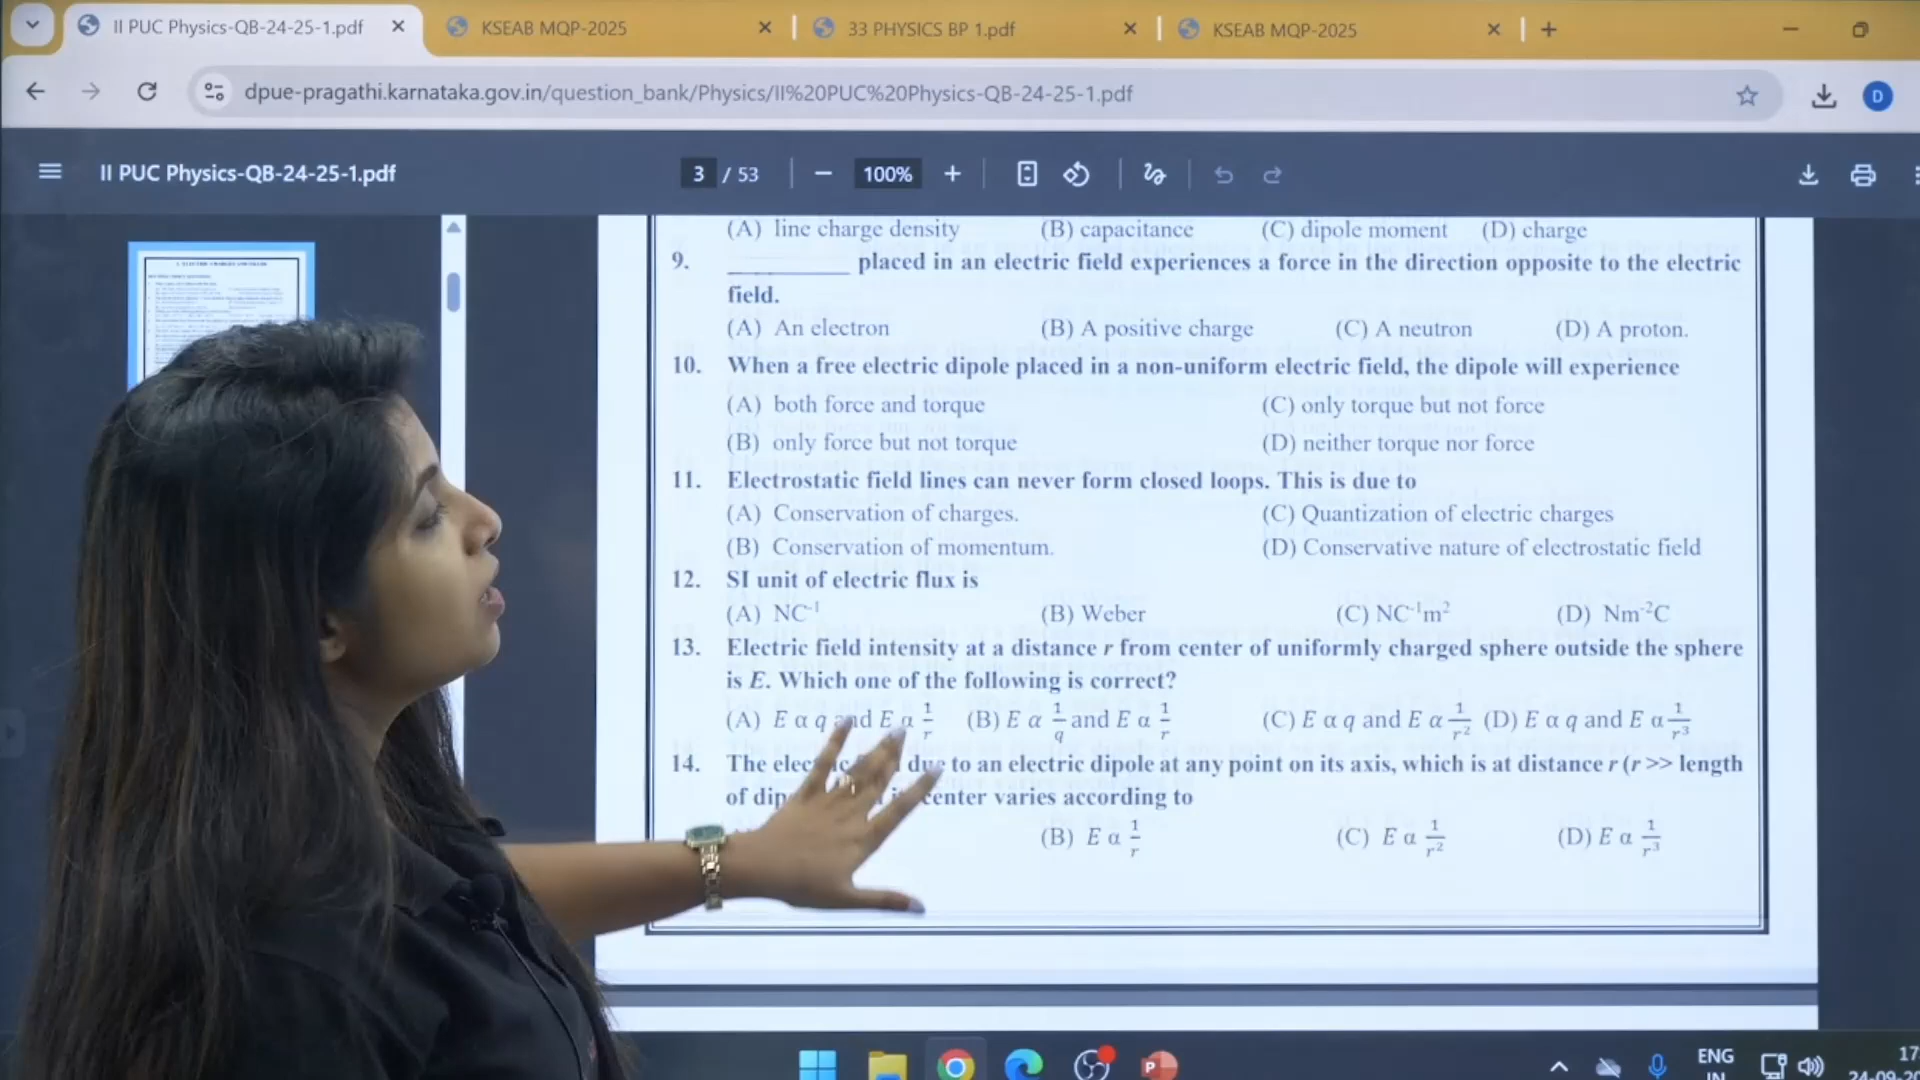 II PUC Physics-QB-24-25-1.pdf
KSEAB MQP-2025
33 PHYSICS BP 1.pdf
KSEAB MQP-2025
dpue-pragathi.karnataka.gov.in/question_bank/Physics/II%20PUC%20Physics-QB-24-25-1.pdf
D
II PUC Physics-QB-24-25-1.pdf
3 / 53
100%
(A) line charge density (B) capacitance (C) dipole moment (D) charge
9. __________ placed in an electric field experiences a force in the direction opposite to the electric
field.
(A) An electron (B) A positive charge (C) A neutron (D) A proton.
10. When a free electric dipole placed in a non-uniform electric field, the dipole will experience
(A) both force and torque (C) only torque but not force
(B) only force but not torque (D) neither torque nor force
11. Electrostatic field lines can never form closed loops. This is due to
(A) Conservation of charges. (C) Quantization of electric charges
(B) Conservation of momentum. (D) Conservative nature of electrostatic field
12. SI unit of electric flux is
(A) NC⁻¹ (B) Weber (C) NC⁻¹m² (D) Nm⁻²C
13. Electric field intensity at a distance r from center of uniformly charged sphere outside the sphere
is E. Which one of the following is correct?
(A) E α q and E α 1/r (B) E α 1/q and E α 1/r (C) E α q and E α 1/r² (D) E α q and E α 1/r³
14. The elec due to an electric dipole at any point on its axis, which is at distance r (r >> length
of dip center varies according to
(B) E α 1/r (C) E α 1/r² (D) E α 1/r³
ENG
IN
17:
24-09-20